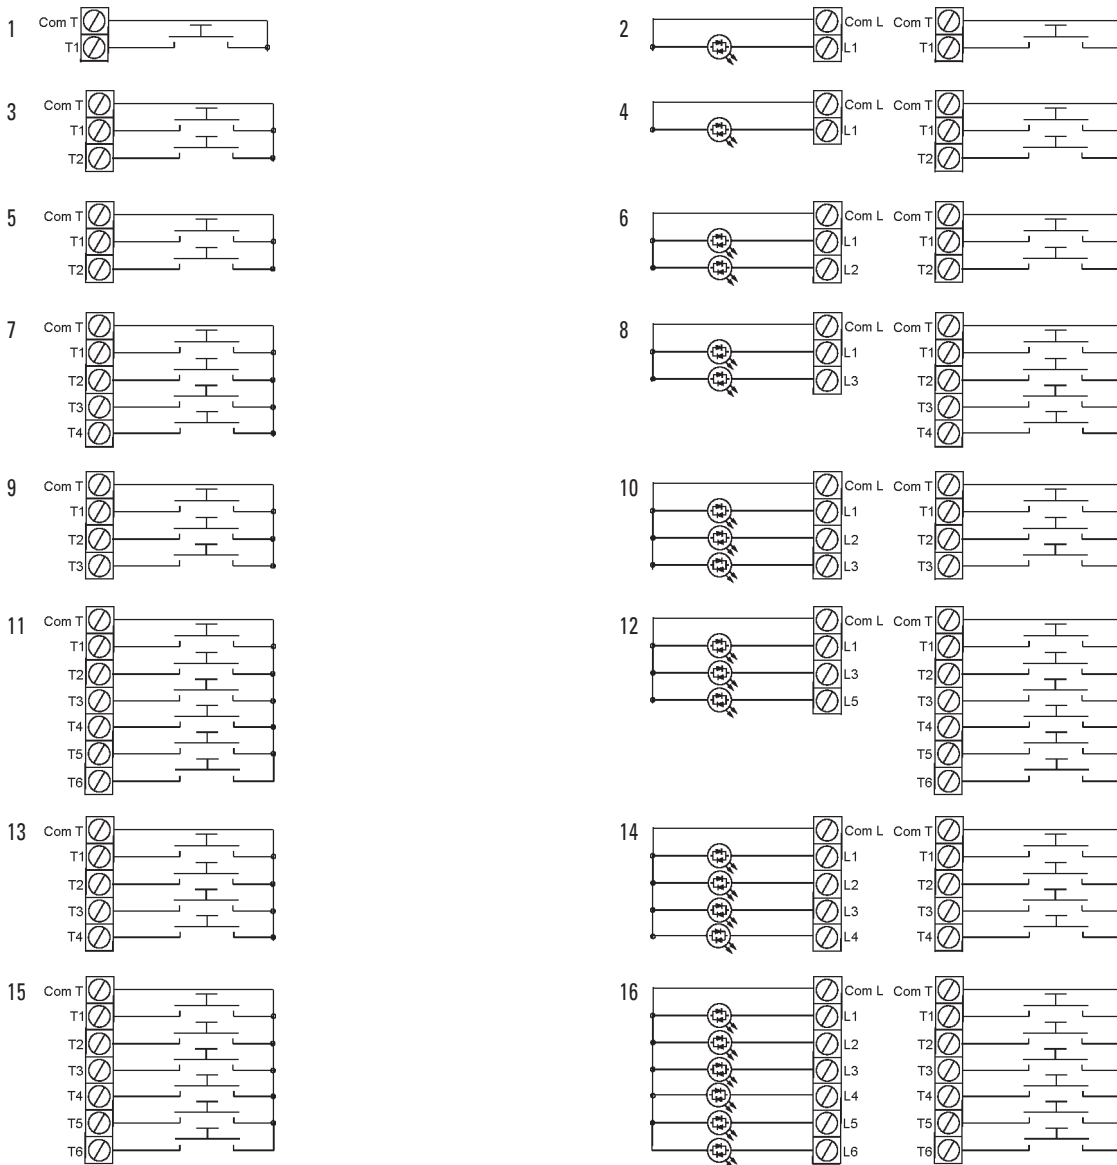 1 Com T
T1
2 Com L Com T
L1 T1
3 Com T
T1
T2
4 Com L Com T
L1 T1
T2
5 Com T
T1
T2
6 Com L Com T
L1 T1
L2 T2
7 Com T
T1
T2
T3
T4
8 Com L Com T
L1 T1
L3 T2
T3
T4
9 Com T
T1
T2
T3
10 Com L Com T
L1 T1
L2 T2
L3 T3
11 Com T
T1
T2
T3
T4
T5
T6
12 Com L Com T
L1 T1
L3 T2
L5 T3
T4
T5
T6
13 Com T
T1
T2
T3
T4
14 Com L Com T
L1 T1
L2 T2
L3 T3
L4 T4
15 Com T
T1
T2
T3
T4
T5
T6
16 Com L Com T
L1 T1
L2 T2
L3 T3
L4 T4
L5 T5
L6 T6